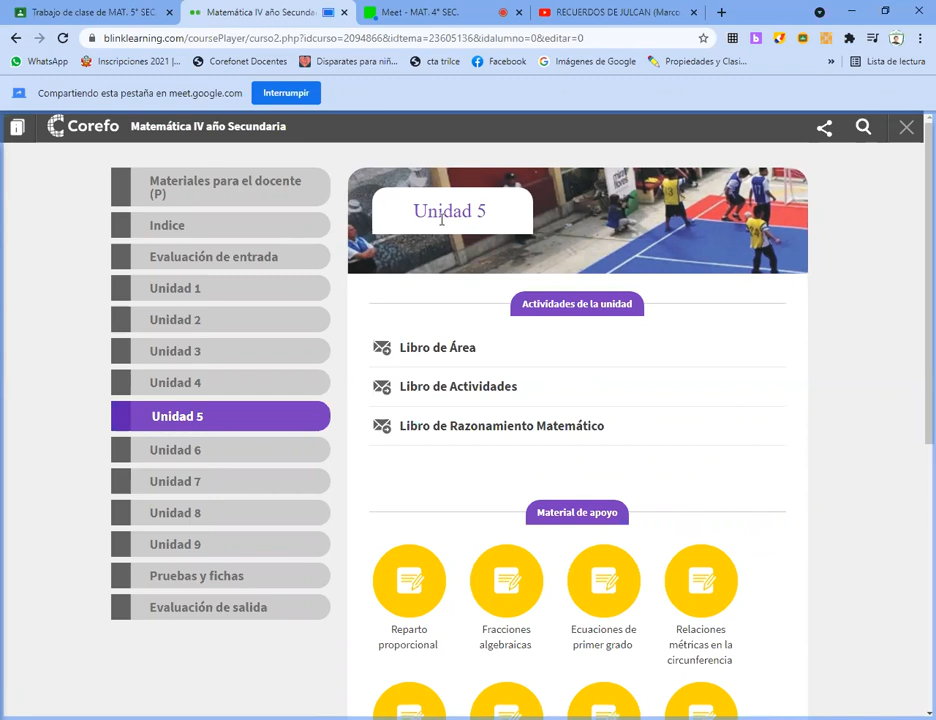 Trabajo de clase de MAT. 5° SEC
Matemática IV año Secunda
Meet - MAT. 4° SEC.
RECUERDOS DE JULCAN (Marco
blinklearning.com/coursePlayer/curso2.php?idcurso=2094866&idtema=23605136&idalumno=0&editar=0
WhatsApp
Inscripciones 2021 |...
Corefonet Docentes
Disparates para niñ...
cta trilce
Facebook
Imágenes de Google
Propiedades y Clasi...
»
Lista de lectura
Compartiendo esta pestaña en meet.google.com
Interrumpir
Corefo
Matemática IV año Secundaria
Materiales para el docente
(P)
Indice
Evaluación de entrada
Unidad 1
Unidad 2
Unidad 3
Unidad 4
Unidad 5
Unidad 6
Unidad 7
Unidad 8
Unidad 9
Pruebas y fichas
Evaluación de salida
Unidad 5
Actividades de la unidad
Libro de Área
Libro de Actividades
Libro de Razonamiento Matemático
Material de apoyo
Reparto
proporcional
Fracciones
algebraicas
Ecuaciones de
primer grado
Relaciones
métricas en la
circunferencia